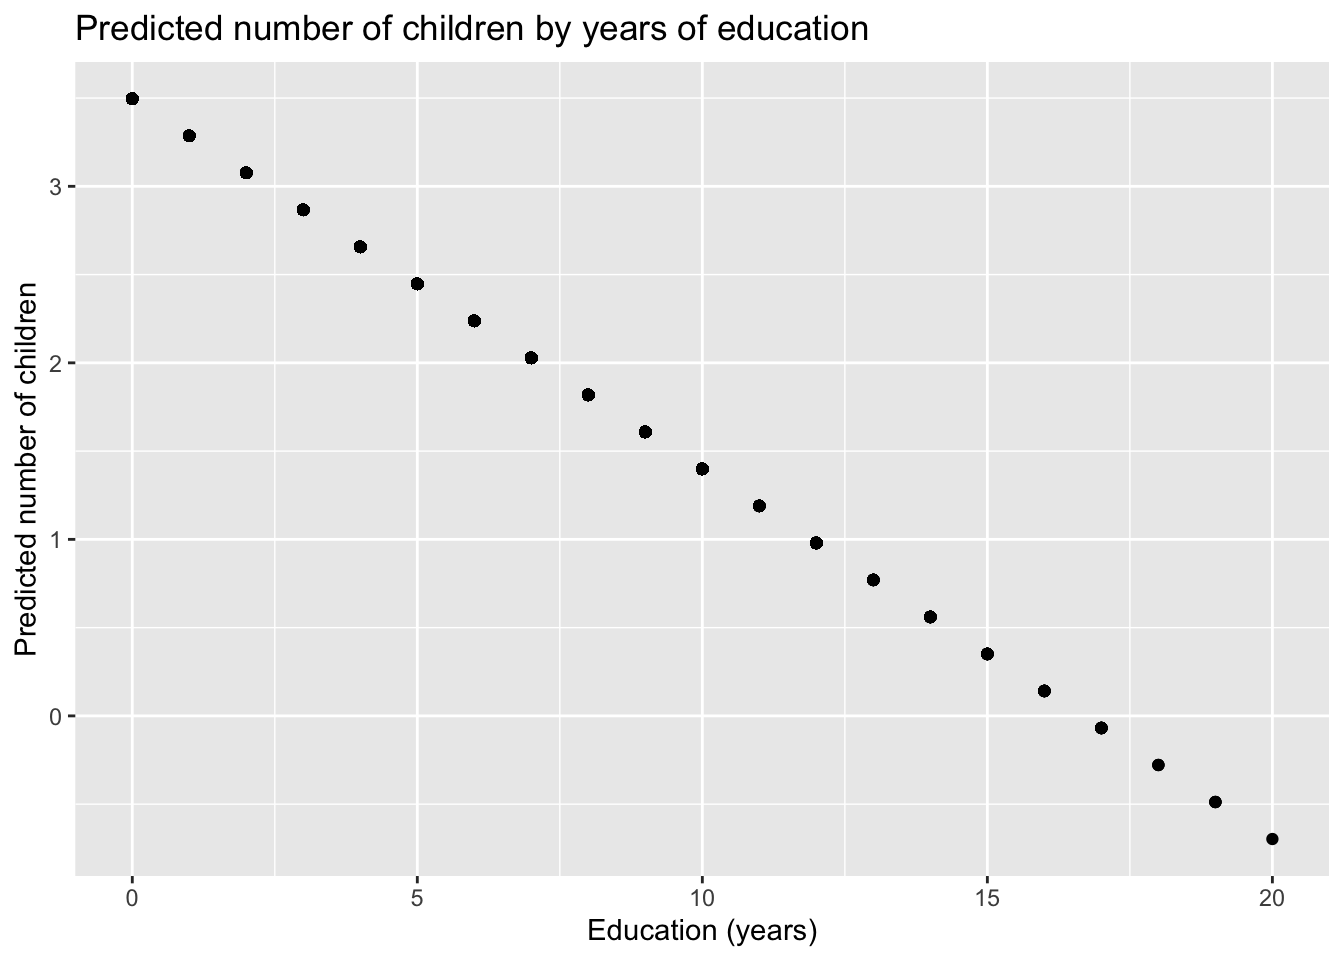 Predicted number of children by years of education
Predicted number of children
3
2
1
0
0 5 10 15 20
Education (years)